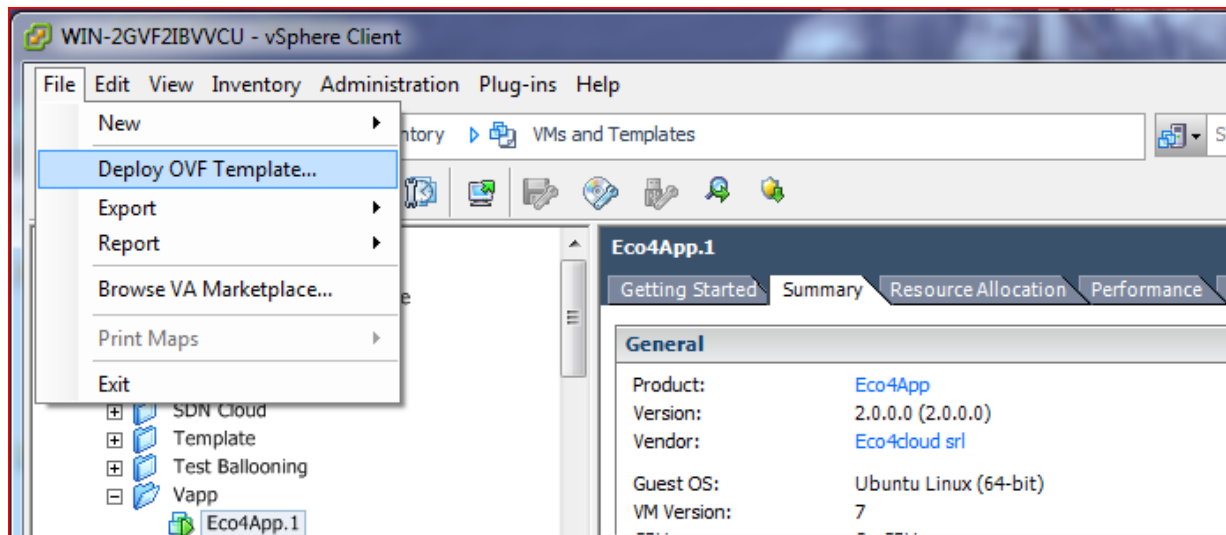 WIN-2GVF2IBVVCU - vSphere Client
File Edit View Inventory Administration Plug-ins Help
New
ntory VMs and Templates
Deploy OVF Template...
Export
Report
Browse VA Marketplace...
Print Maps
Exit
SDN Cloud
Template
Test Ballooning
Vapp
Eco4App.1
Eco4App.1
Getting Started Summary Resource Allocation Performance
General
Product: Eco4App
Version: 2.0.0.0 (2.0.0.0)
Vendor: Eco4cloud srl
Guest OS: Ubuntu Linux (64-bit)
VM Version: 7